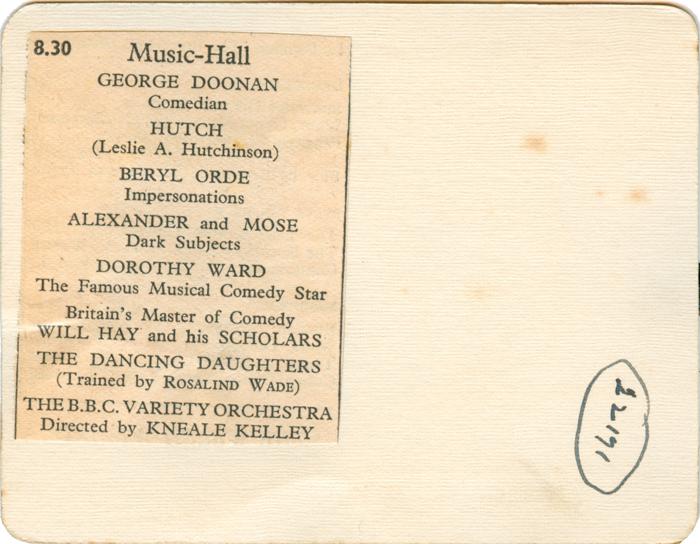 8.30 Music-Hall
GEORGE DOONAN
Comedian
HUTCH
(Leslie A. Hutchinson)
BERYL ORDE
Impersonations
ALEXANDER and MOSE
Dark Subjects
DOROTHY WARD
The Famous Musical Comedy Star
Britain's Master of Comedy
WILL HAY and his SCHOLARS
THE DANCING DAUGHTERS
(Trained by ROSALIND WADE)
THE B.B.C. VARIETY ORCHESTRA
Directed by KNEALE KELLEY